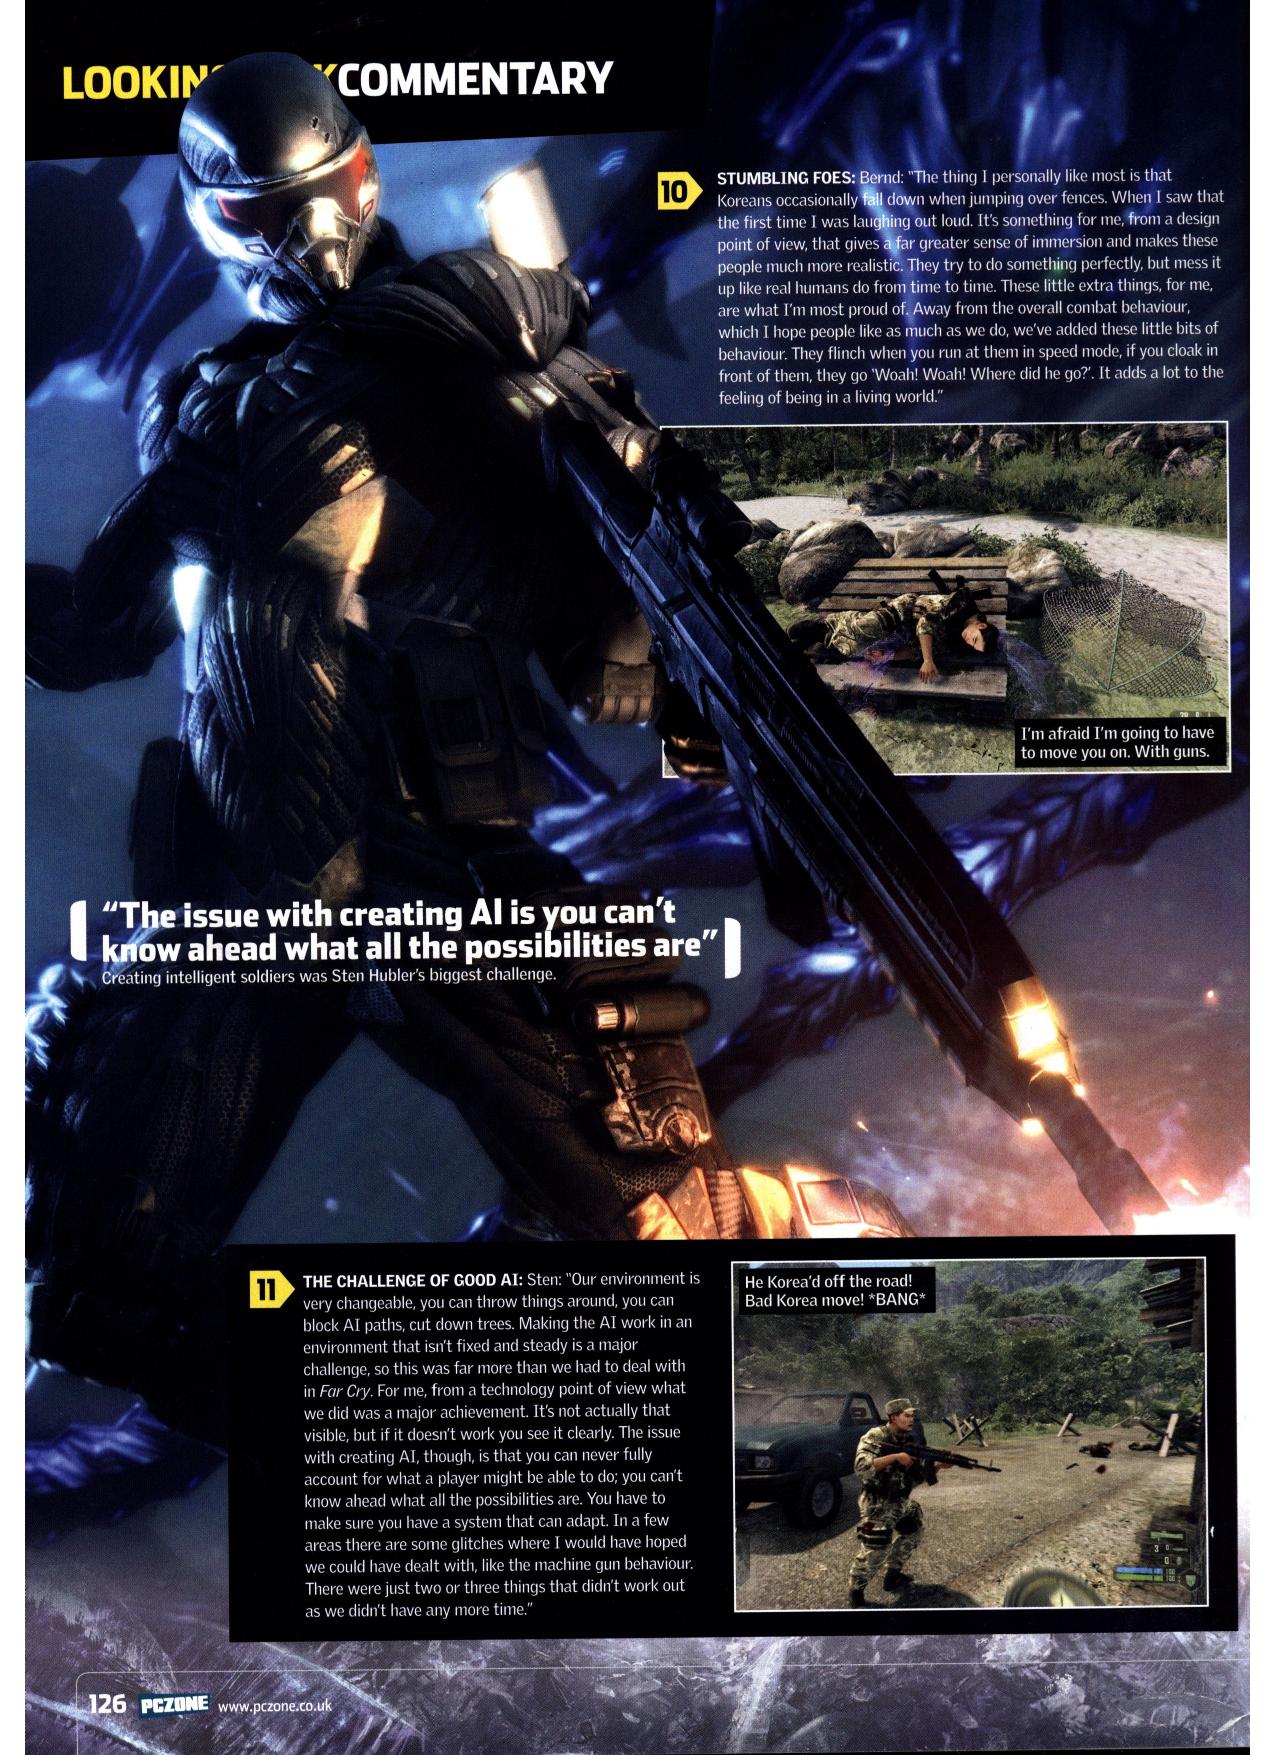 LOOKIN KCOMMENTARY
10
STUMBLING FOES: Bernd: “The thing I personally like most is that
Koreans occasionally fall down when jumping over fences. When I saw that
the first time I was laughing out loud. It’s something for me, from a design
point of view, that gives a far greater sense of immersion and makes these
people much more realistic. They try to do something perfectly, but mess it
up like real humans do from time to time. These little extra things, for me,
are what I’m most proud of. Away from the overall combat behaviour,
which I hope people like as much as we do, we’ve added these little bits of
behaviour. They flinch when you run at them in speed mode, if you cloak in
front of them, they go ‘Woah! Woah! Where did he go?’. It adds a lot to the
feeling of being in a living world.”
I’m afraid I’m going to have
to move you on. With guns.
“The issue with creating AI is you can’t
know ahead what all the possibilities are”
Creating intelligent soldiers was Sten Hubler’s biggest challenge.
11
THE CHALLENGE OF GOOD AI: Sten: “Our environment is
very changeable, you can throw things around, you can
block AI paths, cut down trees. Making the AI work in an
environment that isn’t fixed and steady is a major
challenge, so this was far more than we had to deal with
in Far Cry. For me, from a technology point of view what
we did was a major achievement. It’s not actually that
visible, but if it doesn’t work you see it clearly. The issue
with creating AI, though, is that you can never fully
account for what a player might be able to do; you can’t
know ahead what all the possibilities are. You have to
make sure you have a system that can adapt. In a few
areas there are some glitches where I would have hoped
we could have dealt with, like the machine gun behaviour.
There were just two or three things that didn’t work out
as we didn’t have any more time.”
He Korea’d off the road!
Bad Korea move! *BANG*
126 PCZONE www.pczone.co.uk